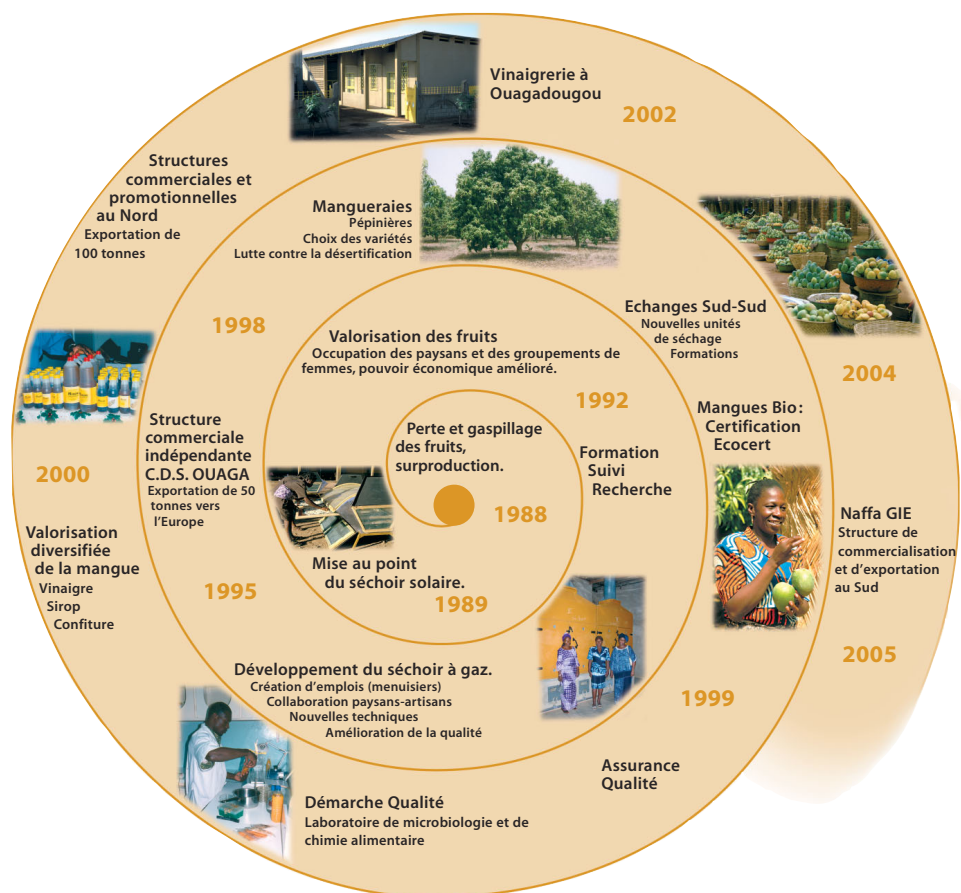 Perte et gaspillage
des fruits,
surproduction.
1988
1989
Mise au point
du séchoir solaire.
Valorisation des fruits
Occupation des paysans et des groupements de
femmes, pouvoir économique amélioré.
1992
Formation
Suivi
Recherche
Développement du séchoir à gaz.
Création d'emplois (menuisiers)
Collaboration paysans-artisans
Nouvelles techniques
Amélioration de la qualité
1995
Structure
commerciale
indépendante
C.D.S. OUAGA
Exportation de 50
tonnes vers
l'Europe
1998
Mangueraies
Pépinières
Choix des variétés
Lutte contre la désertification
Echanges Sud-Sud
Nouvelles unités
de séchage
Formations
Mangues Bio :
Certification
Ecocert
1999
Assurance
Qualité
Démarche Qualité
Laboratoire de microbiologie et de
chimie alimentaire
Valorisation
diversifiée
de la mangue
Vinaigre
Sirop
Confiture
2000
Structures
commerciales et
promotionnelles
au Nord
Exportation de
100 tonnes
Vinaigrerie à
Ouagadougou
2002
2004
Naffa GIE
Structure de
commercialisation
et d'exportation
au Sud
2005